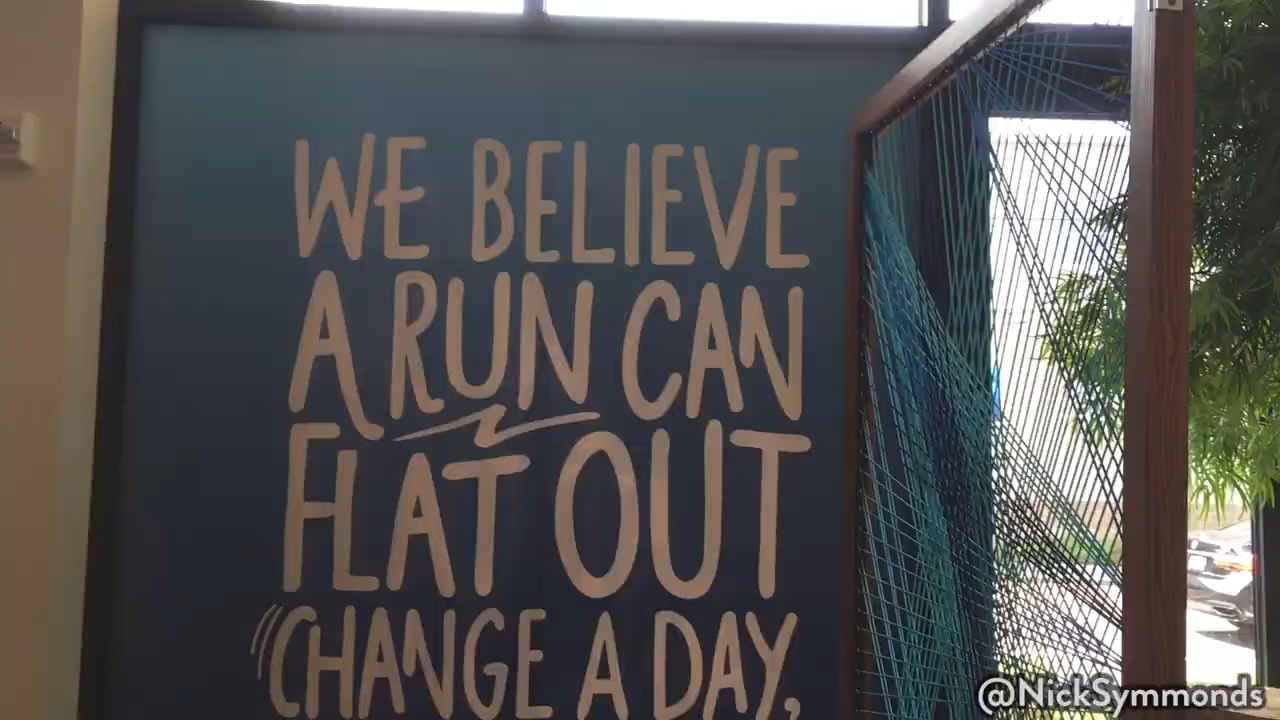 WE BELIEVE
A RUN CAN
FLAT OUT
CHANGE A DAY,
@NickSymmonds